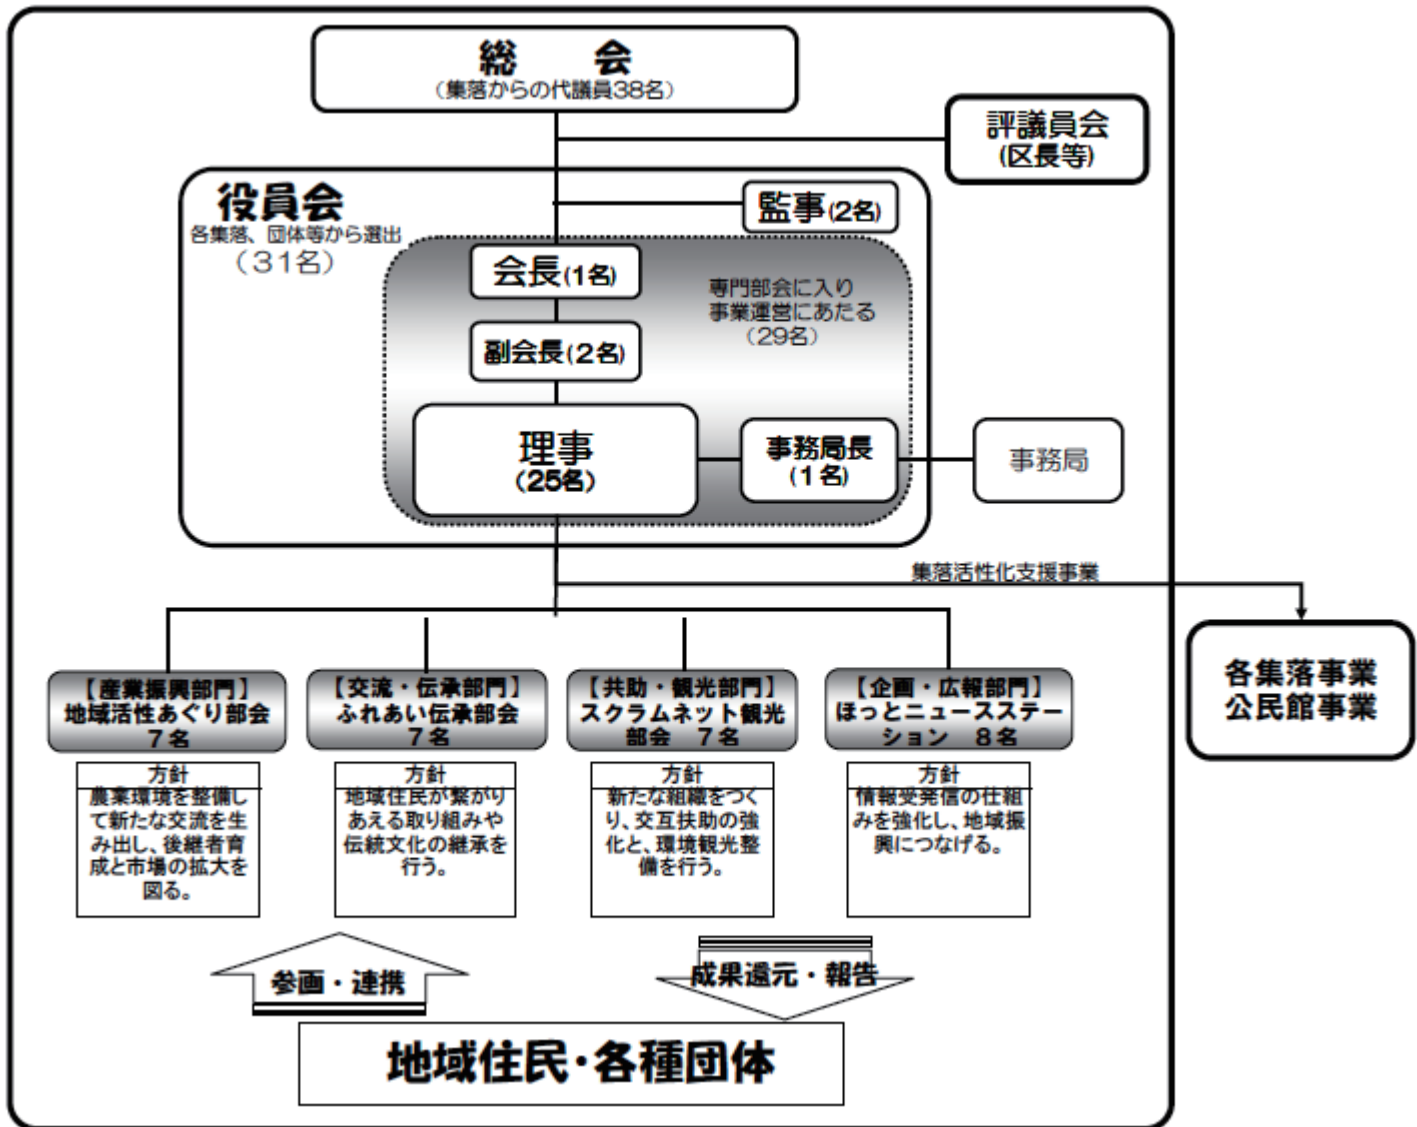 総　会
（集落からの代議員38名）
評議員会
(区長等)
役員会
各集落、団体等から選出
（３１名）
監事(2名)
会長(1名)
専門部会に入り
事業運営にあたる
（29名）
副会長(２名)
理事
（25名）
事務局長
(１名)
事務局
集落活性化支援事業
各集落事業
公民館事業
【産業振興部門】
地域活性あぐり部会
７名
【交流・伝承部門】
ふれあい伝承部会
７名
【共助・観光部門】
スクラムネット観光
部会　７名
【企画・広報部門】
ほっとニュースステー
ション　８名
方針
農業環境を整備し
て新たな交流を生
み出し、後継者育
成と市場の拡大を
図る。
方針
地域住民が繋がり
あえる取り組みや
伝統文化の継承を
行う。
方針
新たな組織をつく
り、交互扶助の強
化と、環境観光整
備を行う。
方針
情報受発信の仕組
みを強化し、地域振
興につなげる。
参画・連携
成果還元・報告
地域住民・各種団体